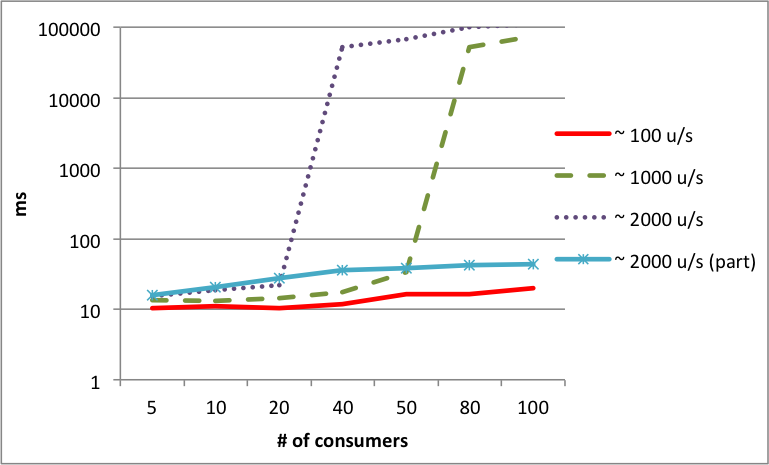 100000
10000
1000
100
10
1
ms
5 10 20 40 50 80 100
# of consumers
~ 100 u/s
~ 1000 u/s
~ 2000 u/s
~ 2000 u/s (part)